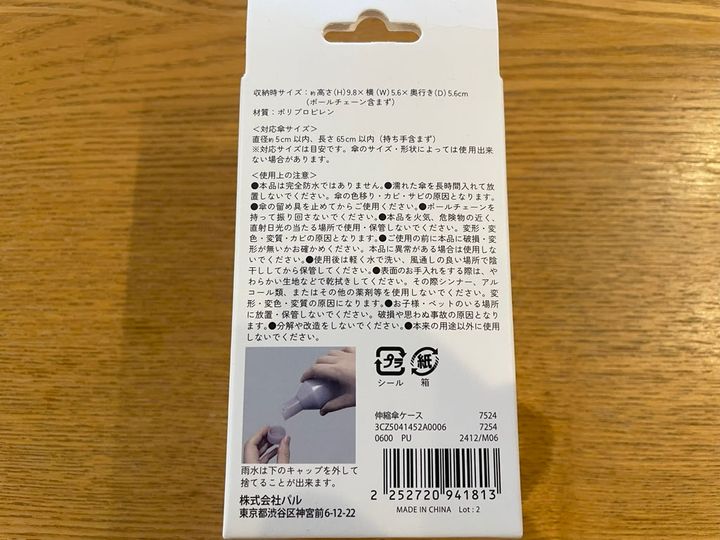 収納時サイズ：約高さ(H)9.8×横(W)5.6×奥行き(D)5.6cm
(ボールチェーン含まず)
材質：ポリプロピレン
＜対応傘サイズ＞
直径約5cm以内、長さ65cm以内（持ち手含まず）
※対応サイズは目安です。傘のサイズ・形状によっては使用出来
ない場合があります。
＜使用上の注意＞
●本品は完全防水ではありません。●濡れた傘を長時間入れて放
置しないでください。傘の色移り・カビ・サビの原因となります。
●傘の留め具を止めてからご使用ください。●ボールチェーンを
持って振り回さないでください。●本品を火気、危険物の近く、
直射日光の当たる場所で使用・保管しないでください。変形・変
色・変質・カビの原因となります。●ご使用の前に本品に破損・変
形が無いかお確かめください。本品に異常がある場合は使用しな
いでください。●使用後は軽く水で洗い、風通しの良い場所で陰
干ししてから保管してください。●表面のお手入れをする際は、や
わらかい生地などで乾拭きしてください。その際シンナー、アル
コール類、またはその他の薬剤等を使用しないでください。変
形・変色・変質の原因になります。●お子様・ペットのいる場所
に放置・保管しないでください。破損や思わぬ事故の原因となり
ます。●分解や改造をしないでください。●本来の用途以外に使用
しないでください。
プラ
シール
紙
箱
雨水は下のキャップを外して
捨てることが出来ます。
株式会社パル
東京都渋谷区神宮前6-12-22
伸縮傘ケース 7524
3CZ5041452A0006 7254
0600 PU 2412/M06
2 252720 941813
MADE IN CHINA Lot : 2